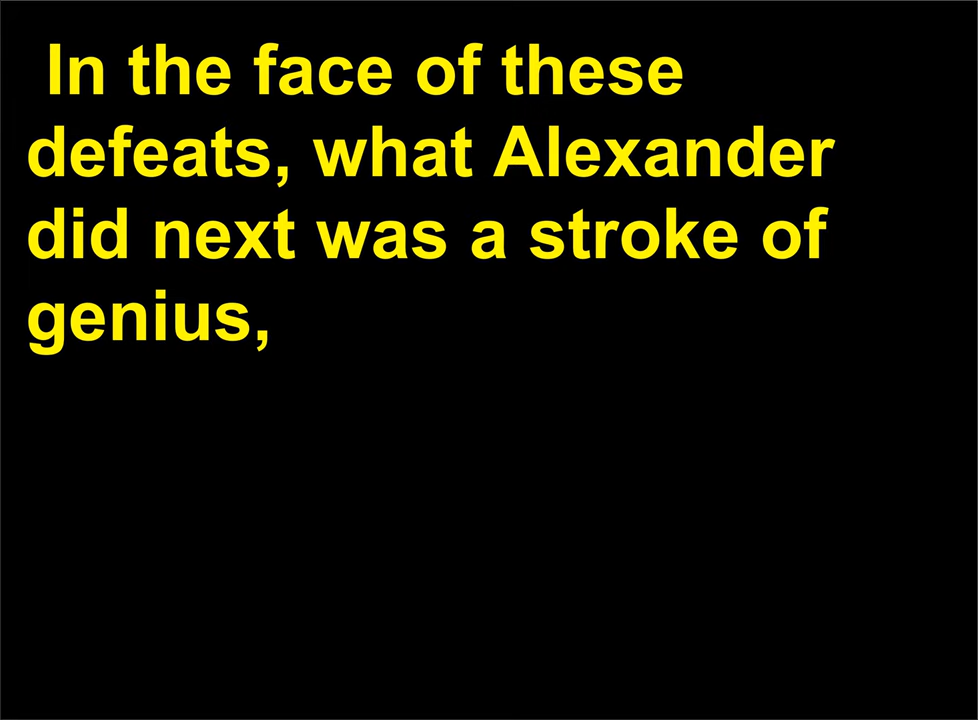 In the face of these
defeats, what Alexander
did next was a stroke of
genius,